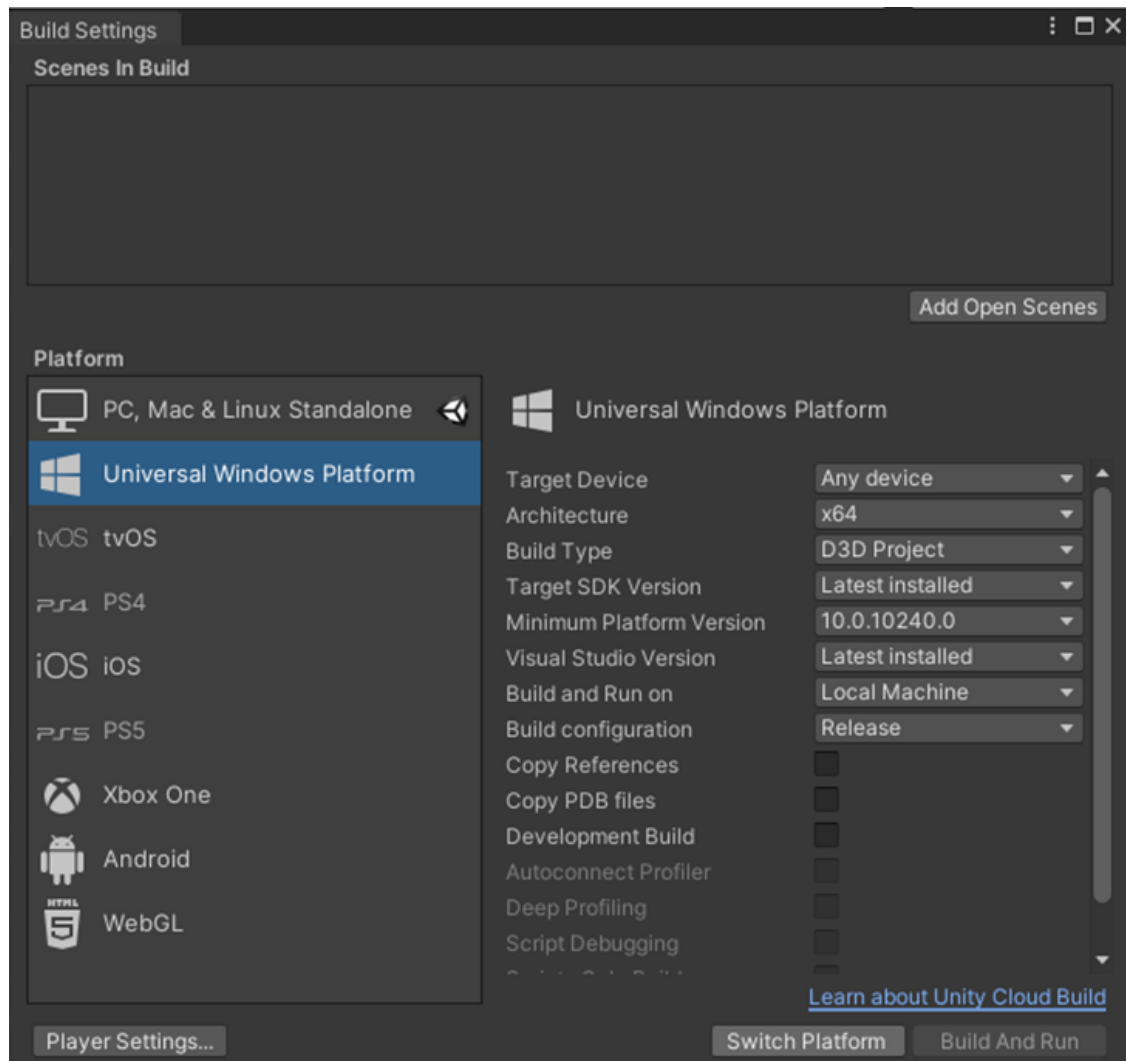 Build Settings
Scenes In Build
Add Open Scenes
Platform
PC, Mac & Linux Standalone
Universal Windows Platform
tvOS tvOS
PS4 PS4
iOS iOS
PS5 PS5
Xbox One
Android
HTML 5 WebGL
Universal Windows Platform
Target Device Any device
Architecture x64
Build Type D3D Project
Target SDK Version Latest installed
Minimum Platform Version 10.0.10240.0
Visual Studio Version Latest installed
Build and Run on Local Machine
Build configuration Release
Copy References
Copy PDB files
Development Build
Autoconnect Profiler
Deep Profiling
Script Debugging
Learn about Unity Cloud Build
Player Settings... Switch Platform Build And Run